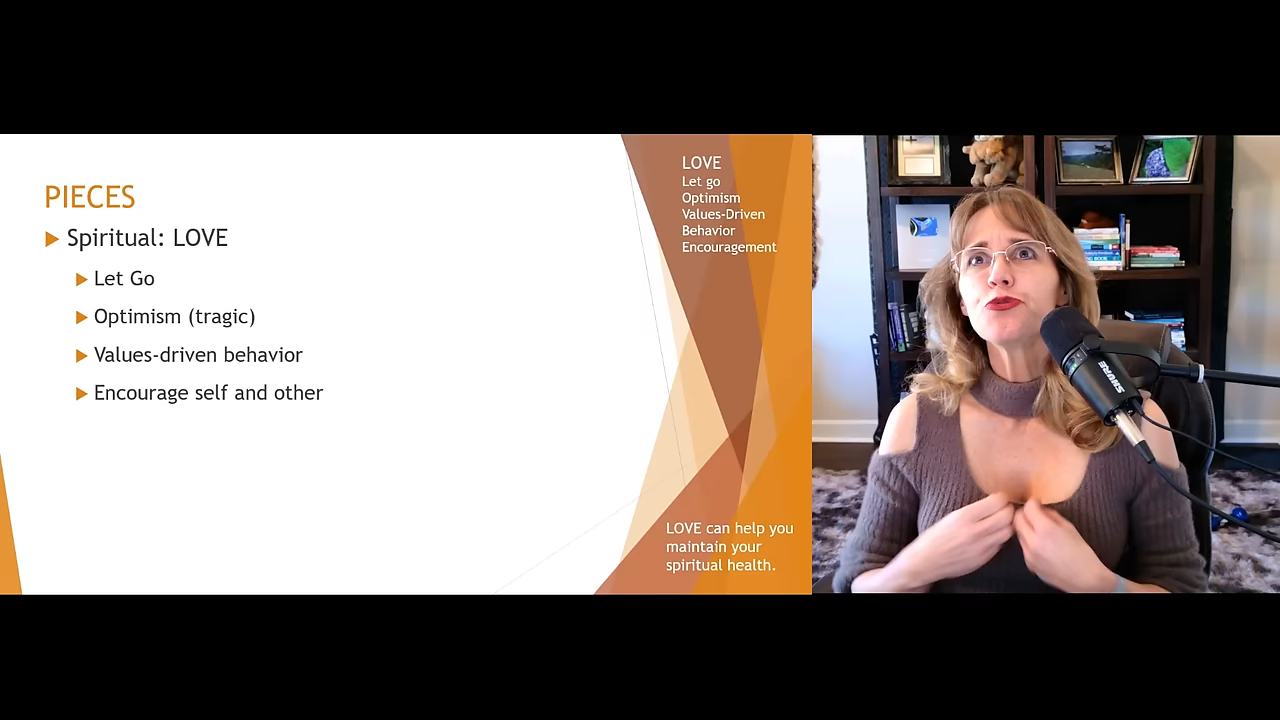 PIECES
Spiritual: LOVE
Let Go
Optimism (tragic)
Values-driven behavior
Encourage self and other
LOVE
Let go
Optimism
Values-Driven
Behavior
Encouragement
LOVE can help you
maintain your
spiritual health.
SHURE